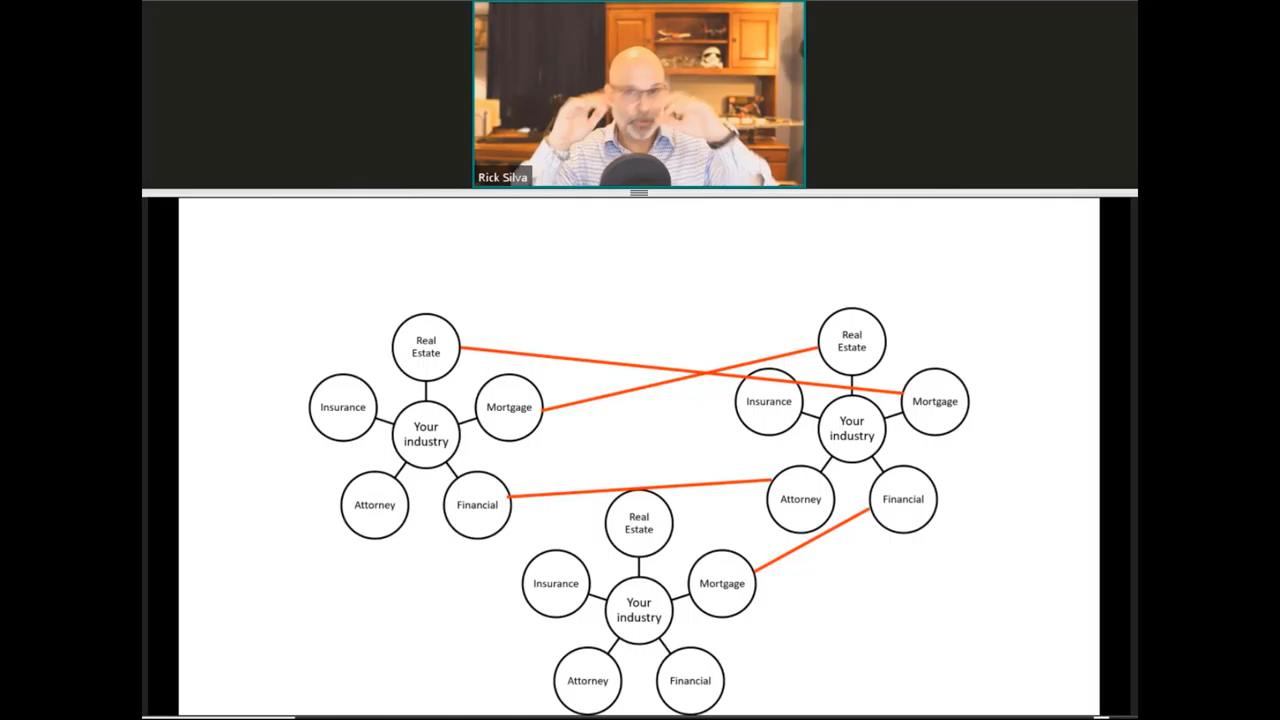 Rick Silva
Real
Estate
Insurance
Mortgage
Your
industry
Attorney
Financial
Real
Estate
Insurance
Mortgage
Your
industry
Attorney
Financial
Real
Estate
Insurance
Mortgage
Your
industry
Attorney
Financial